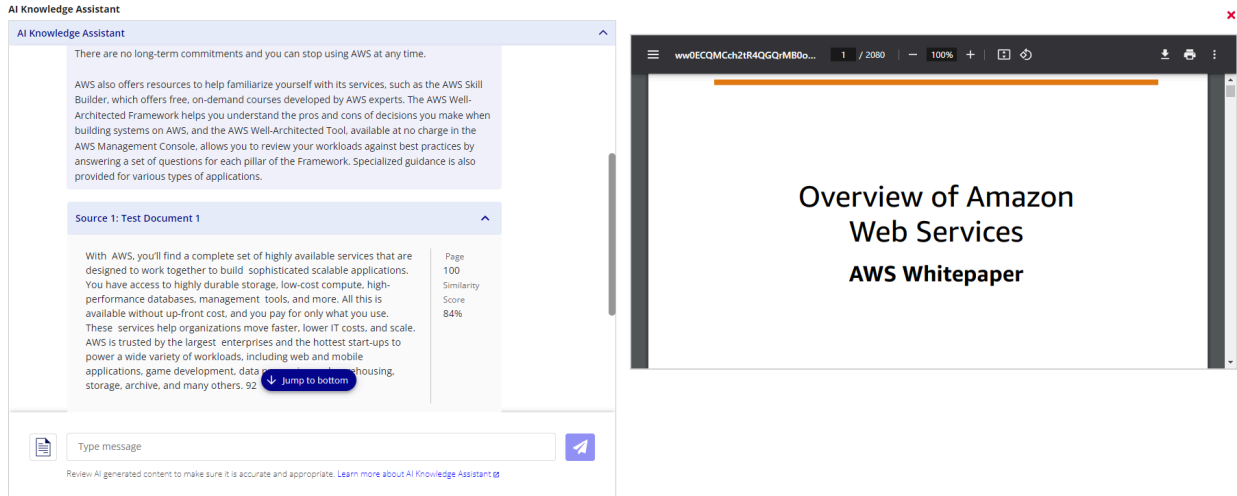 AI Knowledge Assistant
AI Knowledge Assistant
There are no long-term commitments and you can stop using AWS at any time.
AWS also offers resources to help familiarize yourself with its services, such as the AWS Skill
Builder, which offers free, on-demand courses developed by AWS experts. The AWS Well-
Architected Framework helps you understand the pros and cons of decisions you make when
building systems on AWS, and the AWS Well-Architected Tool, available at no charge in the
AWS Management Console, allows you to review your workloads against best practices by
answering a set of questions for each pillar of the Framework. Specialized guidance is also
provided for various types of applications.
Source 1: Test Document 1
With AWS, you’ll find a complete set of highly available services that are
designed to work together to build sophisticated scalable applications.
You have access to highly durable storage, low-cost compute, high-
performance databases, management tools, and more. All this is
available without up-front cost, and you pay for only what you use.
These services help organizations move faster, lower IT costs, and scale.
AWS is trusted by the largest enterprises and the hottest start-ups to
power a wide variety of workloads, including web and mobile
applications, game development, data
storage, archive, and many others. 92
Page
100
Similarity
Score
84%
Jump to bottom
Type message
Review AI generated content to make sure it is accurate and appropriate. Learn more about AI Knowledge Assistant
ww0ECQMCch2tR4QGQrMB0o... 1 / 2080 100%
Overview of Amazon
Web Services
AWS Whitepaper